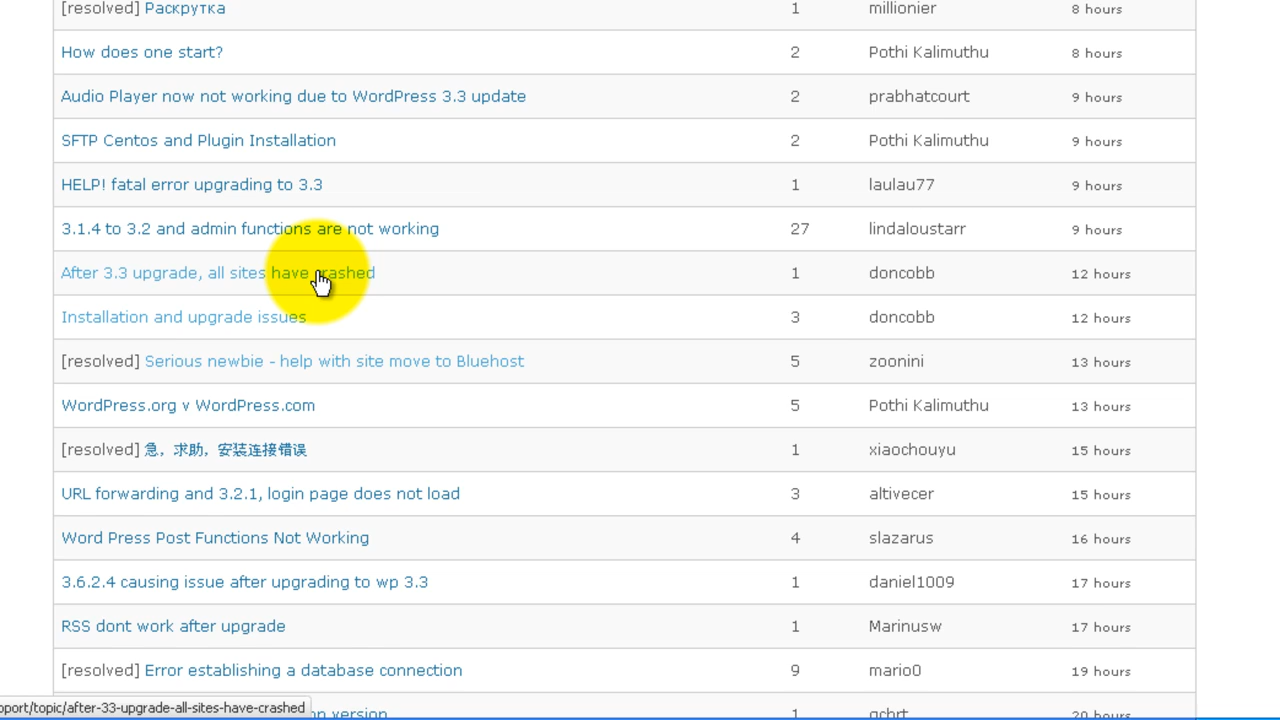 [resolved] Раскрутка 1 millionier 8 hours
How does one start? 2 Pothi Kalimuthu 8 hours
Audio Player now not working due to WordPress 3.3 update 2 prabhatcourt 9 hours
SFTP Centos and Plugin Installation 2 Pothi Kalimuthu 9 hours
HELP! fatal error upgrading to 3.3 1 laulau77 9 hours
3.1.4 to 3.2 and admin functions are not working 27 lindaloustarr 9 hours
After 3.3 upgrade, all sites have crashed 1 doncobb 12 hours
Installation and upgrade issues 3 doncobb 12 hours
[resolved] Serious newbie - help with site move to Bluehost 5 zoonini 13 hours
WordPress.org v WordPress.com 5 Pothi Kalimuthu 13 hours
[resolved] 急，求助，安装连接错误 1 xiaochouyu 15 hours
URL forwarding and 3.2.1, login page does not load 3 altivecer 15 hours
Word Press Post Functions Not Working 4 slazarus 16 hours
3.6.2.4 causing issue after upgrading to wp 3.3 1 daniel1009 17 hours
RSS dont work after upgrade 1 Marinusw 17 hours
[resolved] Error establishing a database connection 9 mario0 19 hours
version 1 gchrt 20 hours
pport/topic/after-33-upgrade-all-sites-have-crashed